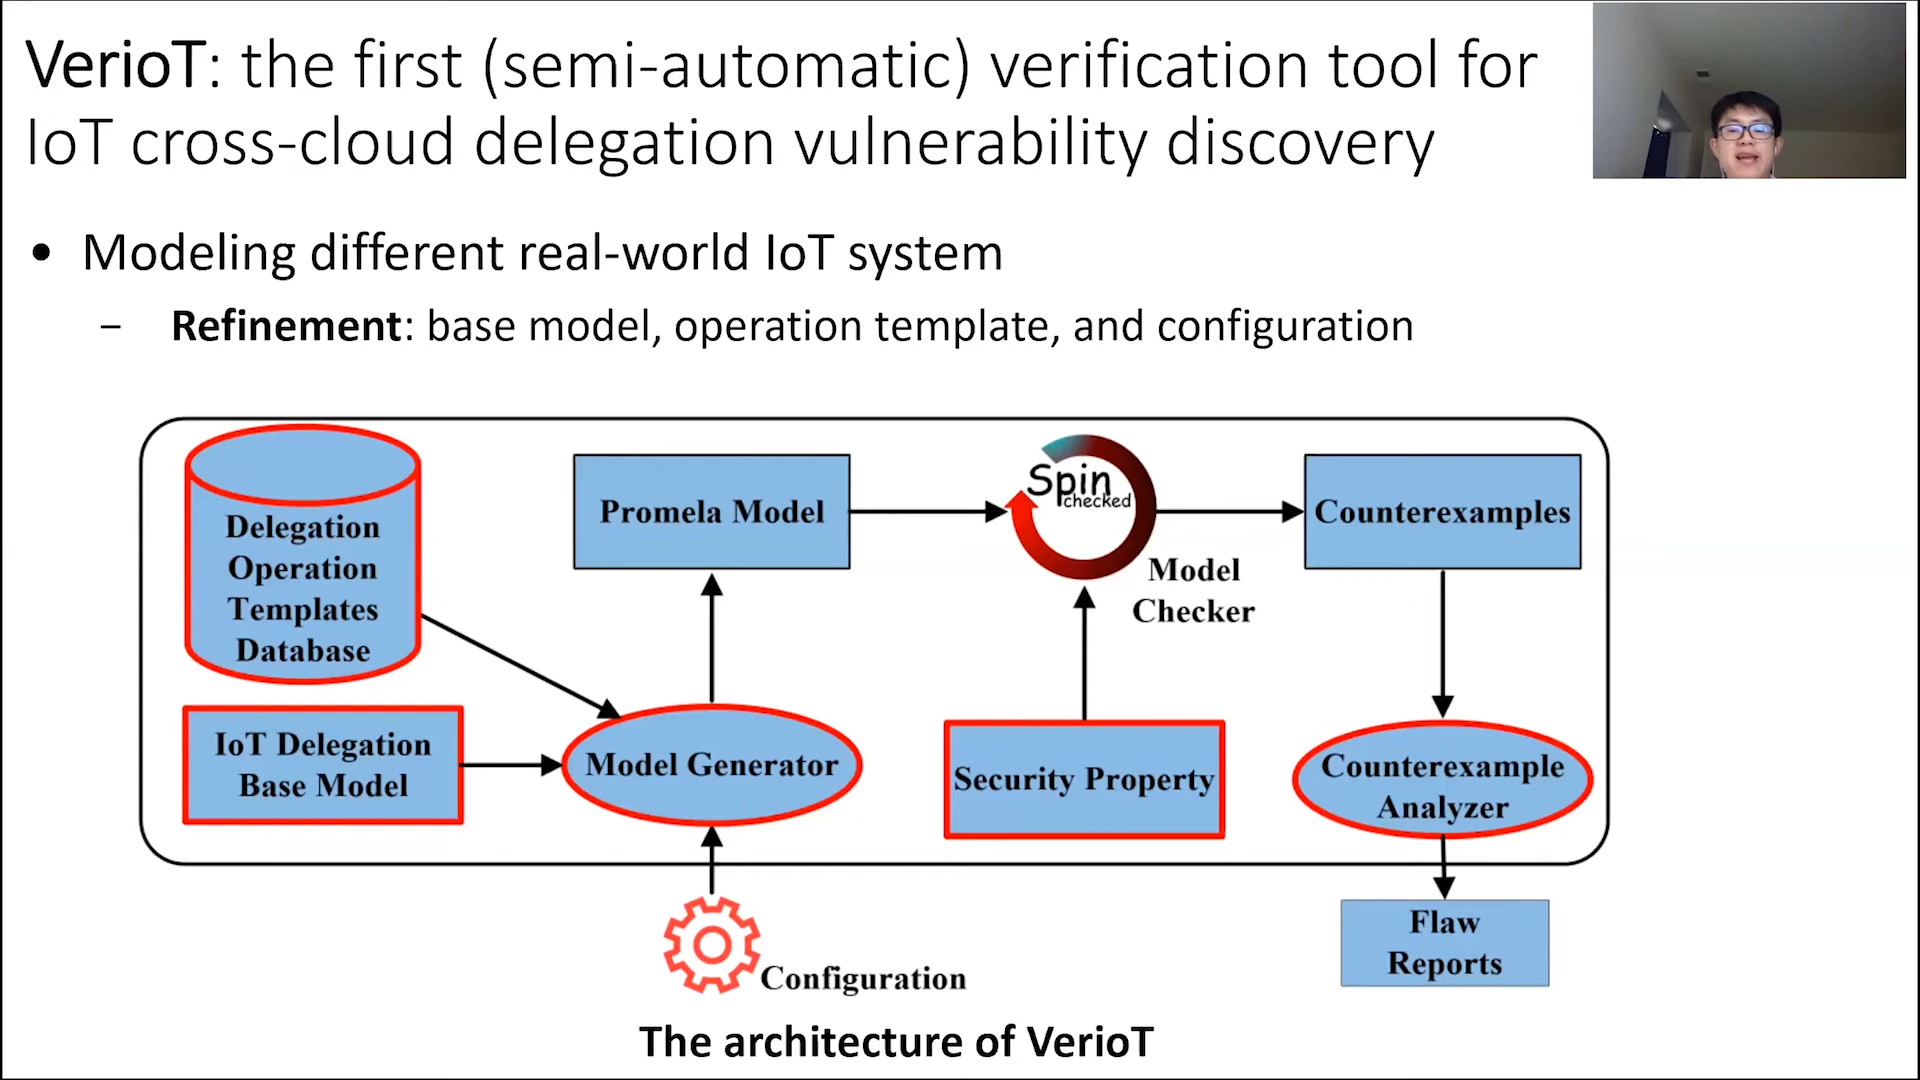 VerioT: the first (semi-automatic) verification tool for
IoT cross-cloud delegation vulnerability discovery
• Modeling different real-world IoT system
– Refinement: base model, operation template, and configuration
Delegation
Operation
Templates
Database
Promela Model
Spin
checked
Model
Checker
Counterexamples
IoT Delegation
Base Model
Model Generator
Security Property
Counterexample
Analyzer
Configuration
Flaw
Reports
The architecture of VerioT